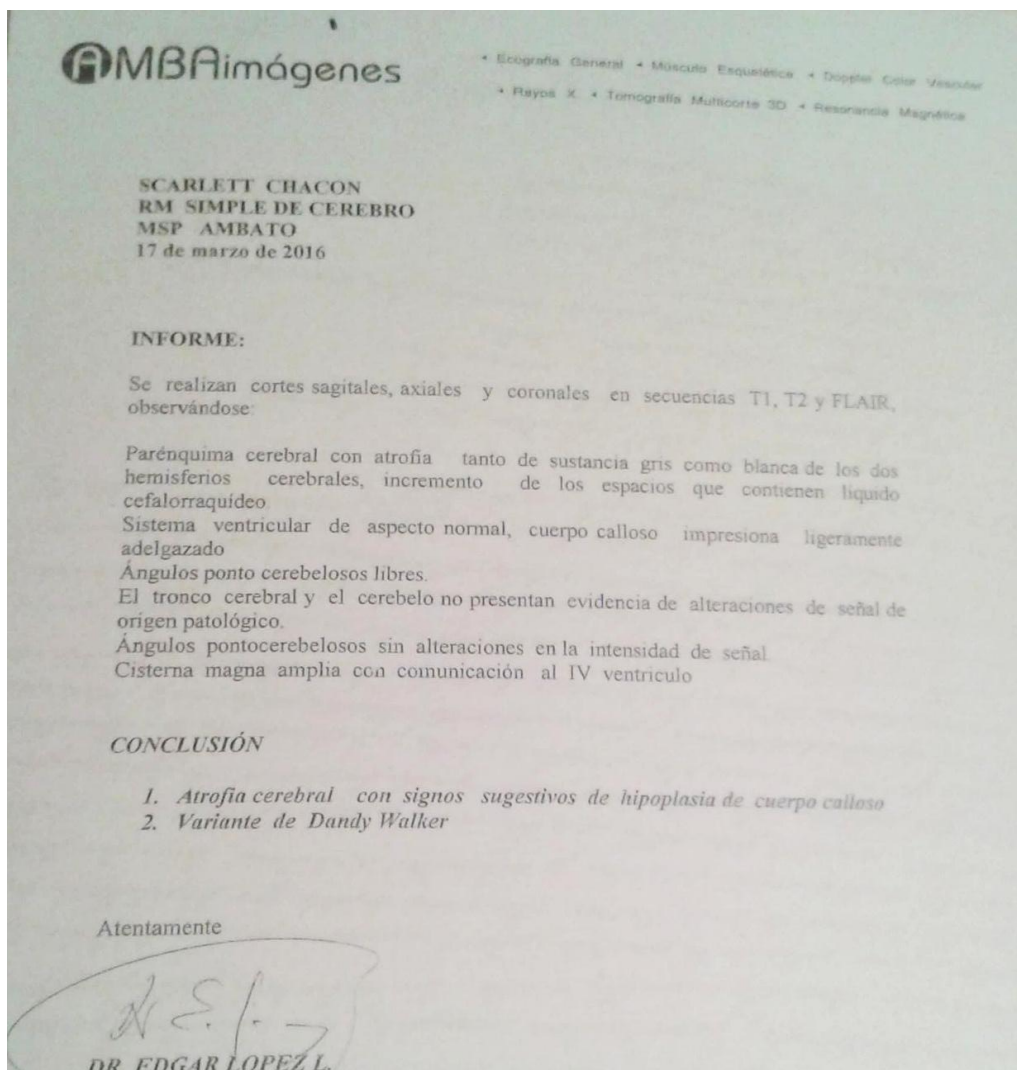 AMBAimágenes
• Ecografía General • Músculo Esquelético • Doppler Color Vascular
• Rayos X • Tomografía Multicorte 3D • Resonancia Magnética
SCARLETT CHACON
RM SIMPLE DE CEREBRO
MSP AMBATO
17 de marzo de 2016
INFORME:
Se realizan cortes sagitales, axiales y coronales en secuencias T1, T2 y FLAIR,
observándose:
Parénquima cerebral con atrofia tanto de sustancia gris como blanca de los dos
hemisferios cerebrales, incremento de los espacios que contienen liquido
cefalorraquídeo.
Sistema ventricular de aspecto normal, cuerpo calloso impresiona ligeramente
adelgazado
Ángulos ponto cerebelosos libres.
El tronco cerebral y el cerebelo no presentan evidencia de alteraciones de señal de
origen patológico.
Ángulos pontocerebelosos sin alteraciones en la intensidad de señal.
Cisterna magna amplia con comunicación al IV ventriculo
CONCLUSIÓN
1. Atrofia cerebral con signos sugestivos de hipoplasia de cuerpo calloso
2. Variante de Dandy Walker
Atentamente
DR. EDGAR LOPEZ L.